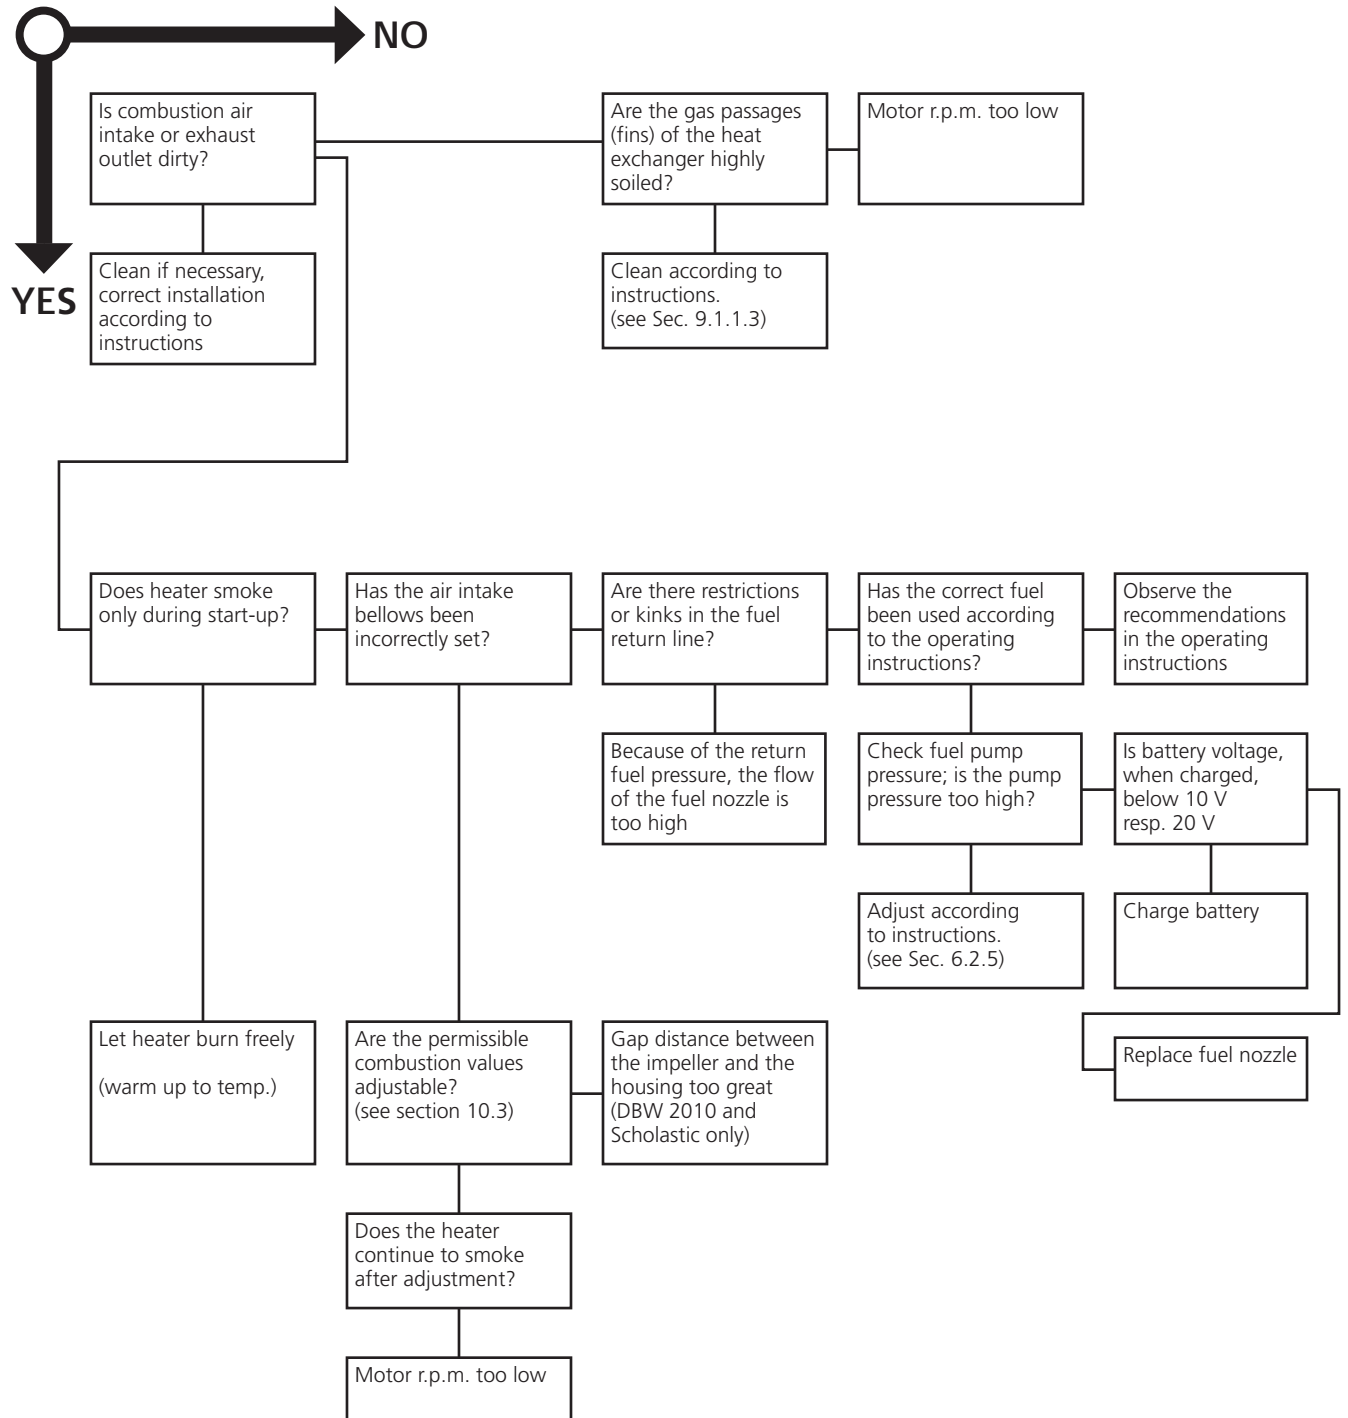 NO
YES
Is combustion air
intake or exhaust
outlet dirty?
Are the gas passages
(fins) of the heat
exchanger highly
soiled?
Motor r.p.m. too low
Clean if necessary,
correct installation
according to
instructions
Clean according to
instructions.
(see Sec. 9.1.1.3)
Does heater smoke
only during start-up?
Has the air intake
bellows been
incorrectly set?
Are there restrictions
or kinks in the fuel
return line?
Has the correct fuel
been used according
to the operating
instructions?
Observe the
recommendations
in the operating
instructions
Because of the return
fuel pressure, the flow
of the fuel nozzle is
too high
Check fuel pump
pressure; is the pump
pressure too high?
Is battery voltage,
when charged,
below 10 V
resp. 20 V
Adjust according
to instructions.
(see Sec. 6.2.5)
Charge battery
Let heater burn freely
(warm up to temp.)
Are the permissible
combustion values
adjustable?
(see section 10.3)
Gap distance between
the impeller and the
housing too great
(DBW 2010 and
Scholastic only)
Replace fuel nozzle
Does the heater
continue to smoke
after adjustment?
Motor r.p.m. too low